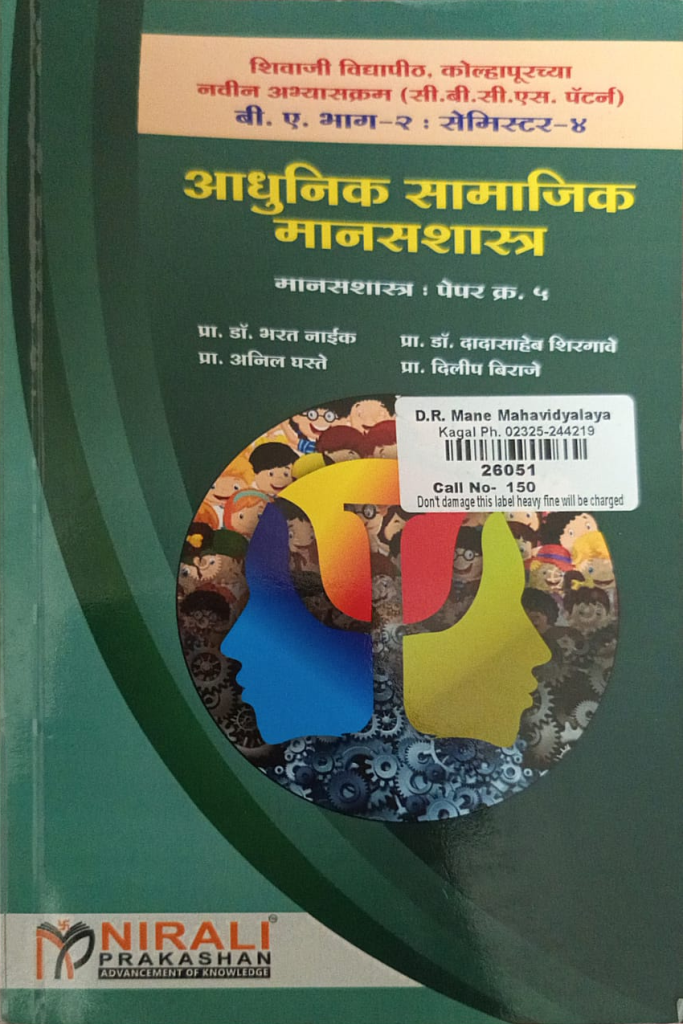 शिवाजी विद्यापीठ, कोल्हापूरच्या
नवीन अभ्यासक्रम (सी.बी.सी.एस. पॅटर्न)
बी. ए. भाग-२ : सेमिस्टर-४
आधुनिक सामाजिक
मानसशास्त्र
मानसशास्त्र : पेपर क्र. ५
प्रा. डॉ. भरत नाईक
प्रा. डॉ. दादासाहेब शिरगावे
प्रा. अनिल घस्ते
प्रा. दिलीप बिराजे
D.R. Mane Mahavidyalaya
Kagal Ph. 02325-244219
26051
Call No- 150
Don't damage this label heavy fine will be charged
NIRALI
PRAKASHAN
ADVANCEMENT OF KNOWLEDGE